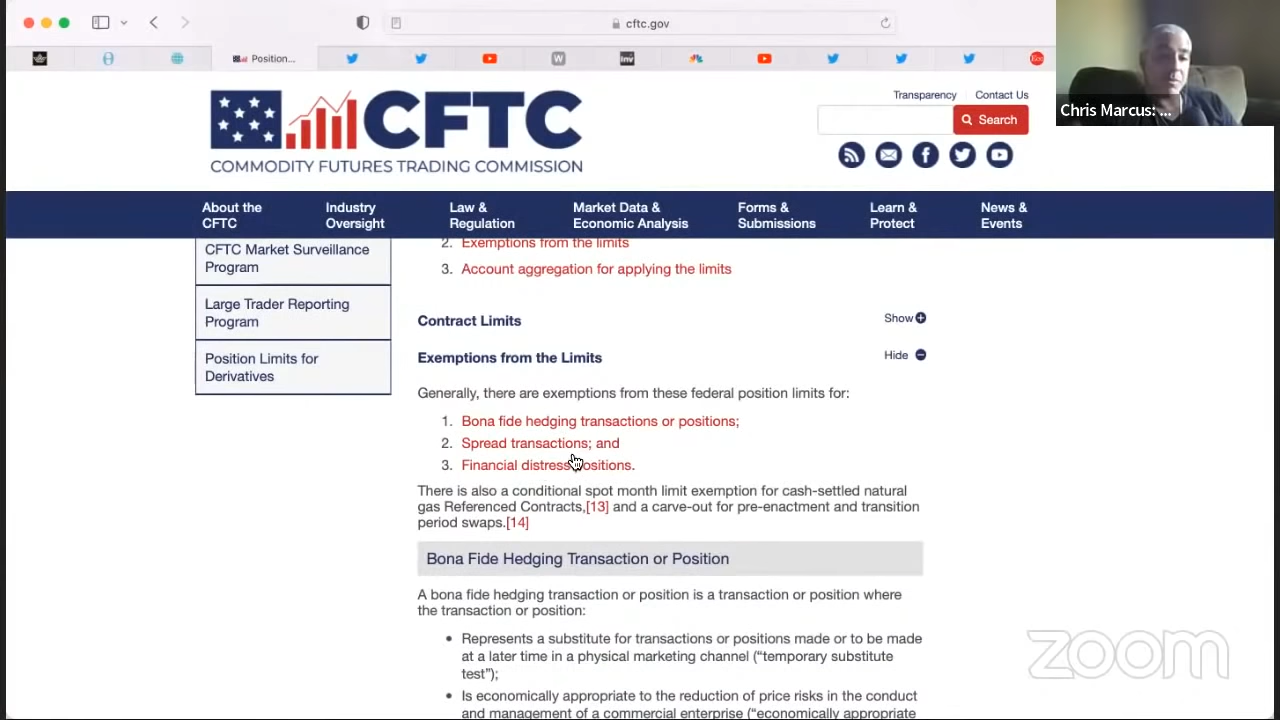 cftc.gov
Position...
W
inv
CFTC
COMMODITY FUTURES TRADING COMMISSION
Transparency
Contact Us
Search
Chris Marcus: ...
About the
CFTC
Industry
Oversight
Law &
Regulation
Market Data &
Economic Analysis
Forms &
Submissions
Learn &
Protect
News &
Events
CFTC Market Surveillance
Program
Large Trader Reporting
Program
Position Limits for
Derivatives
2. Exemptions from the limits
3. Account aggregation for applying the limits
Contract Limits
Show
Exemptions from the Limits
Hide
Generally, there are exemptions from these federal position limits for:
1. Bona fide hedging transactions or positions;
2. Spread transactions; and
3. Financial distress positions.
There is also a conditional spot month limit exemption for cash-settled natural
gas Referenced Contracts,[13] and a carve-out for pre-enactment and transition
period swaps.[14]
Bona Fide Hedging Transaction or Position
A bona fide hedging transaction or position is a transaction or position where
the transaction or position:
• Represents a substitute for transactions or positions made or to be made
at a later time in a physical marketing channel (“temporary substitute
test”);
• Is economically appropriate to the reduction of price risks in the conduct
and management of a commercial enterprise (“economically appropriate
zoom